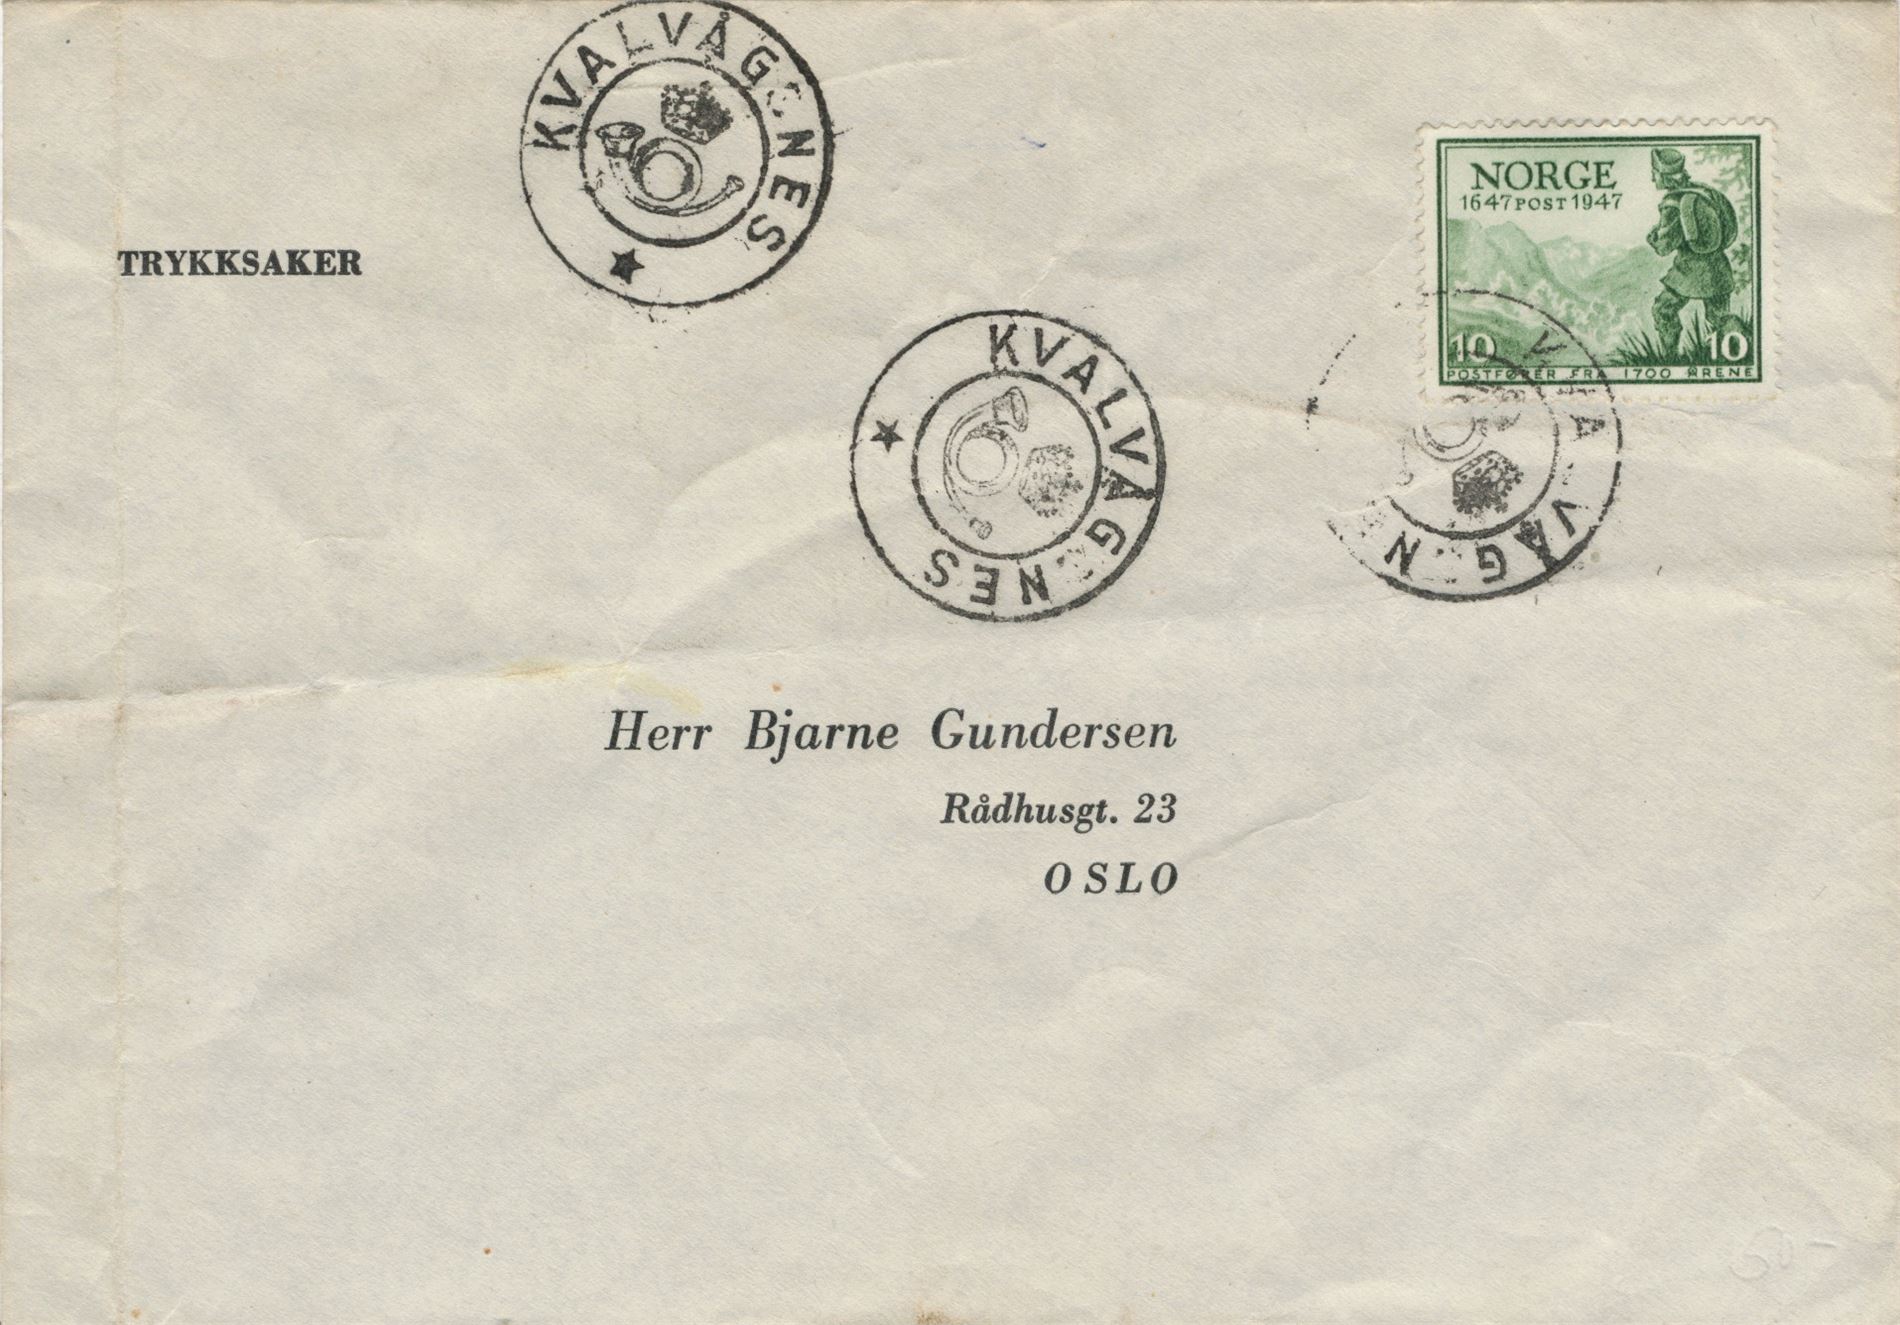 KVALVÅGNES
NORGE
1647 POST 1947
TRYKKSAKER
KVALVÅGNES
10 10
POSTFØRER FRA 1700 ÅRENE
Herr Bjarne Gundersen
Rådhusgt. 23
OSLO